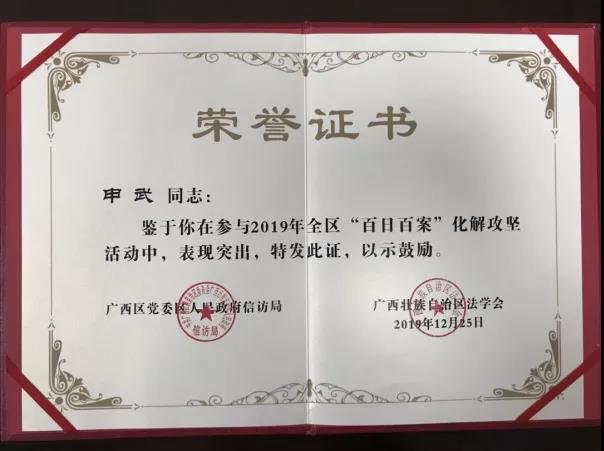 荣誉证书
申武 同志：
鉴于你在参与2019年全区“百日百案”化解攻坚
活动中，表现突出，特发此证，以示鼓励。
广西区党委区人民政府信访局
信访局
广西壮族自治区法学会
2019年12月25日